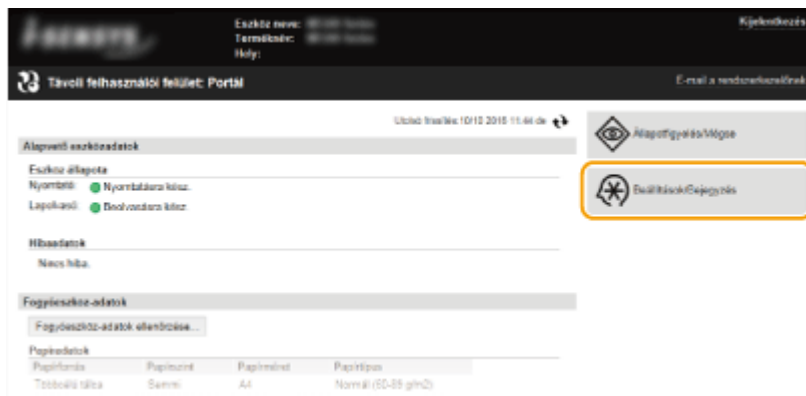 Eszköz neve:
Terméknév:
Hely:
Kijelentkezés
Távoli felhasználói felület: Portál
E-mail a rendszerkezelőnek
Utolsó frissítés: 10/10 2015 11:44 de
Alapvető eszközadatok
Eszköz állapota
Nyomtató: Nyomtatásra kész.
Lapolvasó: Beolvasásra kész.
Hibaadatok
Nincs hiba.
Fogyóeszköz-adatok
Fogyóeszköz-adatok ellenőrzése...
Papíradatok
Papírforrás Papírszint Papírméret Papírtípus
Többcélú tálca Semmi A4 Normál (60-89 g/m2)
Állapotfigyelés/Mégse
Beállítások/Bejegyzés